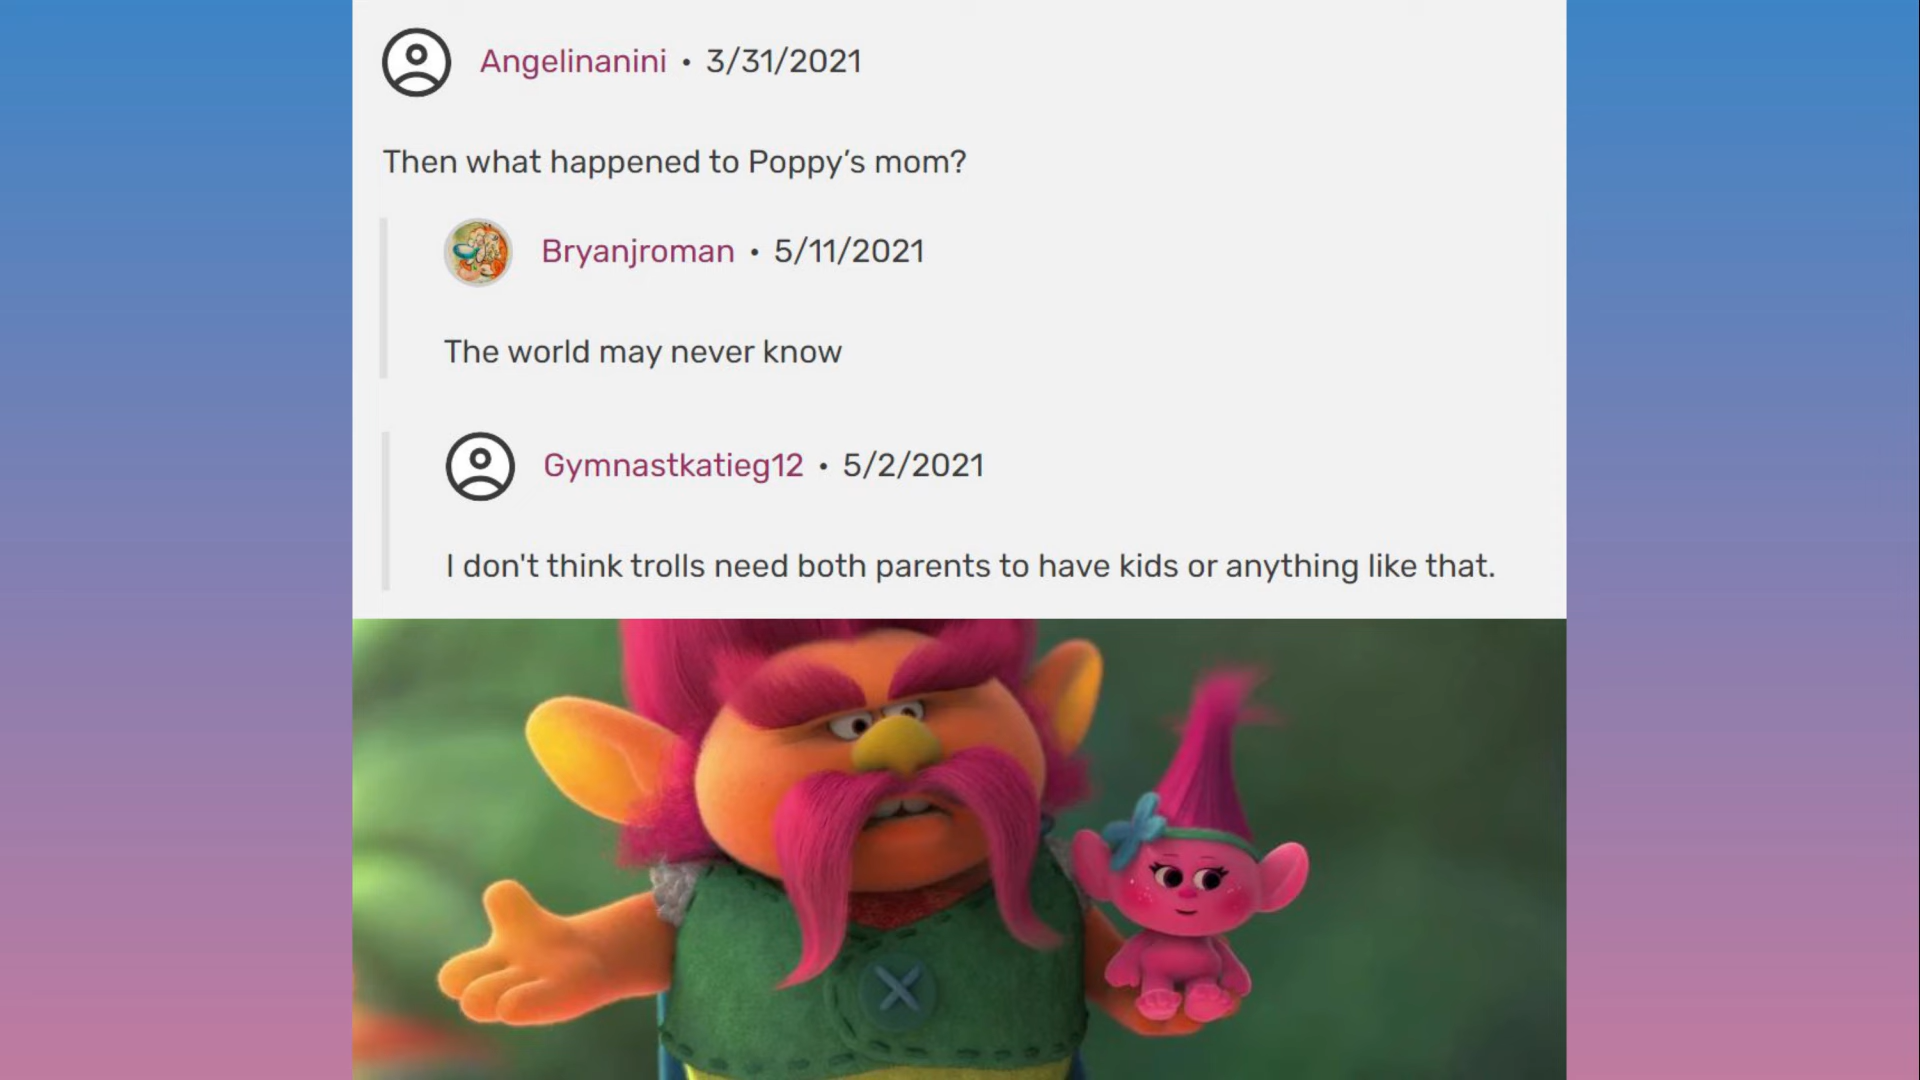 Angelinanini • 3/31/2021
Then what happened to Poppy’s mom?
Bryanjroman • 5/11/2021
The world may never know
Gymnastkatieg12 • 5/2/2021
I don't think trolls need both parents to have kids or anything like that.